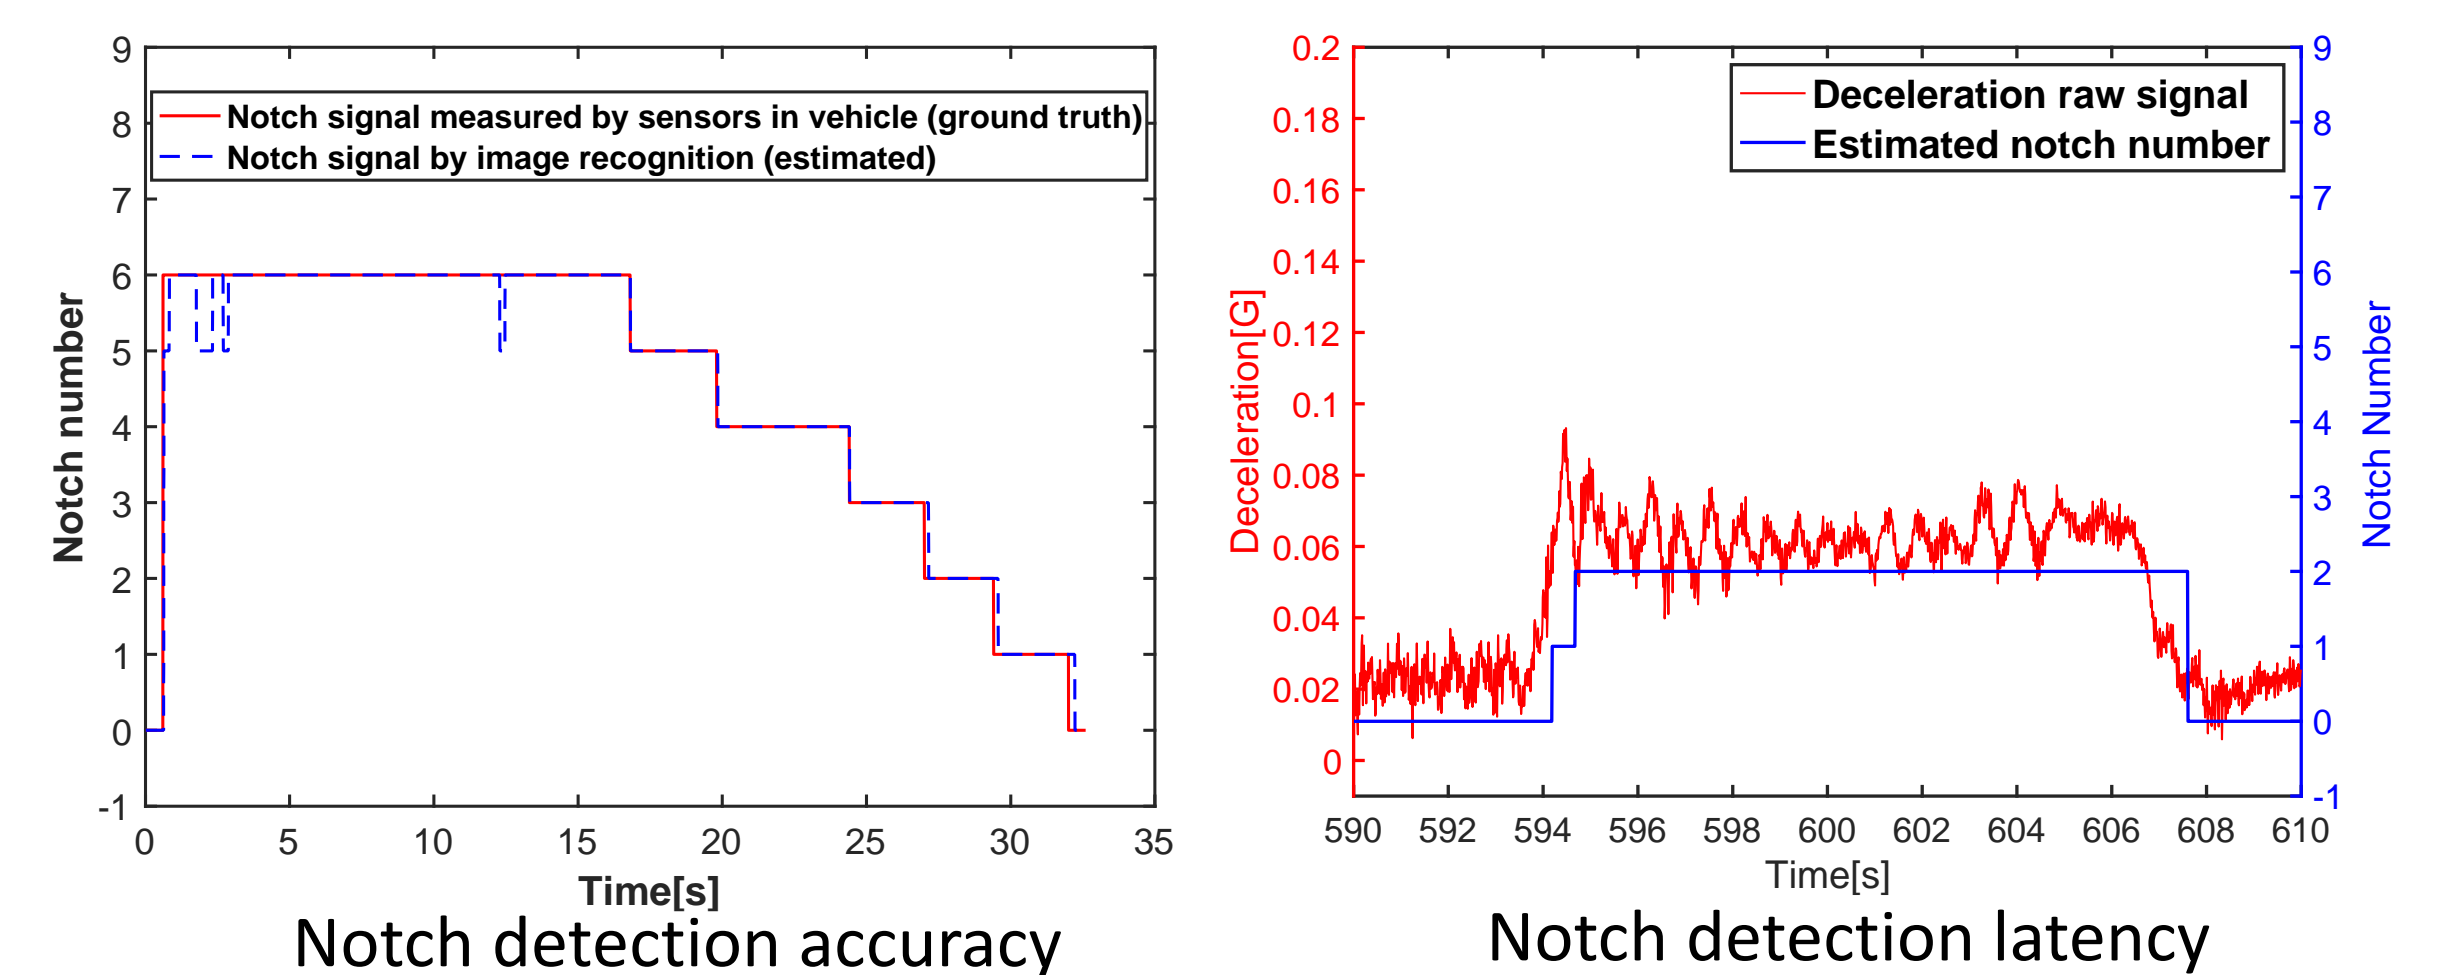 9
8
7
6
5
4
3
2
1
0
-1
Notch number
Notch signal measured by sensors in vehicle (ground truth)
Notch signal by image recognition (estimated)
0 5 10 15 20 25 30 35
Time[s]
Notch detection accuracy
0.2
0.18
0.16
0.14
0.12
0.1
0.08
0.06
0.04
0.02
0
Deceleration[G]
Deceleration raw signal
Estimated notch number
9
8
7
6
5
4
3
2
1
0
-1
Notch Number
590 592 594 596 598 600 602 604 606 608 610
Time[s]
Notch detection latency